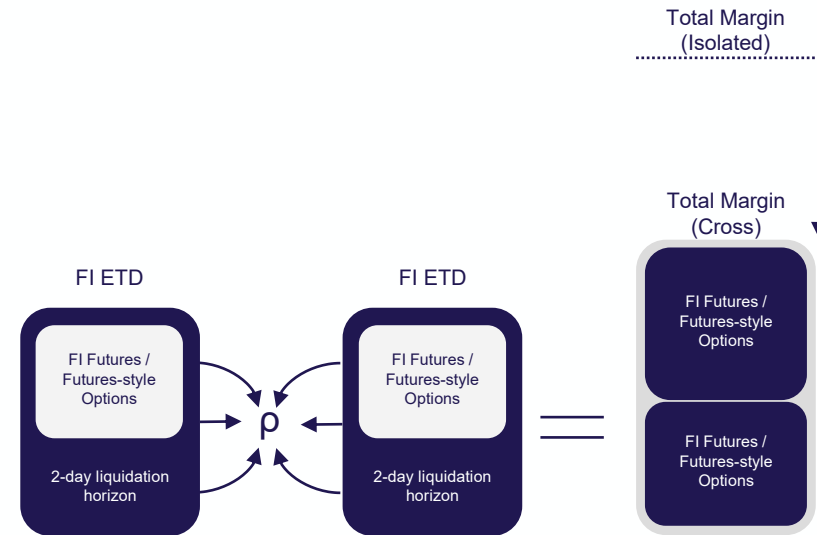 Total Margin
(Isolated)
Total Margin
(Cross)
FI ETD
FI Futures /
Futures-style
Options
2-day liquidation
horizon
ρ
FI ETD
FI Futures /
Futures-style
Options
2-day liquidation
horizon
FI Futures /
Futures-style
Options
FI Futures /
Futures-style
Options